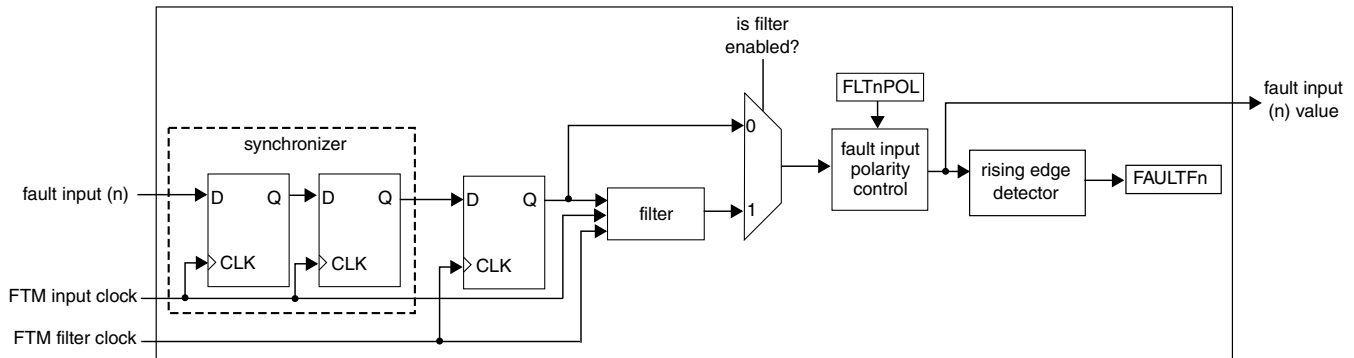 is filter
enabled?
FLTnPOL
fault input
(n) value
synchronizer
0
fault input
polarity
control
rising edge
detector
FAULTFn
fault input (n)
D Q
D Q
D Q
filter
1
CLK
CLK
CLK
FTM input clock
FTM filter clock